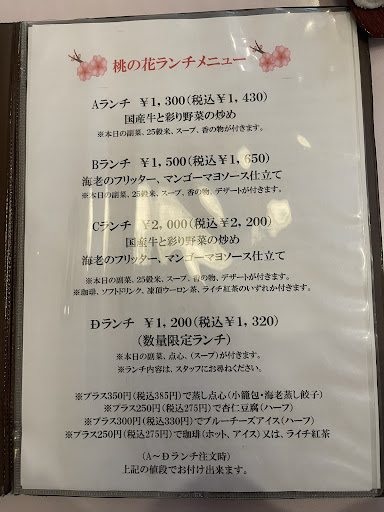 桃の花ランチメニュー
Aランチ ￥1,300(税込￥1,430)
国産牛と彩り野菜の炒め
※本日の副菜、25穀米、スープ、香の物が付きます。
Bランチ ￥1,500(税込￥1,650)
海老のフリッター、マンゴーマヨソース仕立て
※本日の副菜、25穀米、スープ、香の物、デザートが付きます。
Cランチ ￥2,000(税込￥2,200)
国産牛と彩り野菜の炒め
海老のフリッター、マンゴーマヨソース仕立て
※本日の副菜、25穀米、スープ、香の物、デザートが付きます。
※珈琲、ソフトドリンク、凍頂ウーロン茶、ライチ紅茶のいずれか付きます。
Dランチ ￥1,200(税込￥1,320)
(数量限定ランチ)
※本日の副菜、点心、(スープ)が付きます。
※ランチ内容は、スタッフにお尋ねください。
※プラス350円(税込385円)で蒸し点心(小籠包・海老蒸し餃子)
※プラス250円(税込275円)で杏仁豆腐(ハーフ)
※プラス300円(税込330円)でブルーチーズアイス(ハーフ)
※プラス250円(税込275円)で珈琲(ホット、アイス)又は、ライチ紅茶
(A～Dランチ注文時)
上記の値段でお付け出来ます。